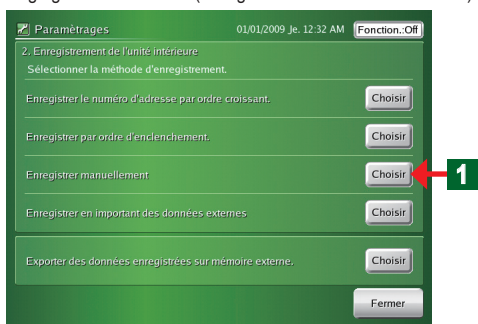 Paramètrages 01/01/2009 Je. 12:32 AM Fonction.:Off
2. Enregistrement de l'unité intérieure
Sélectionner la méthode d'enregistrement.
Enregistrer le numéro d'adresse par ordre croissant. Choisir
Enregistrer par ordre d'enclenchement. Choisir
Enregistrer manuellement Choisir 1
Enregistrer en important des données externes Choisir
Exporter des données enregistrées sur mémoire externe. Choisir
Fermer